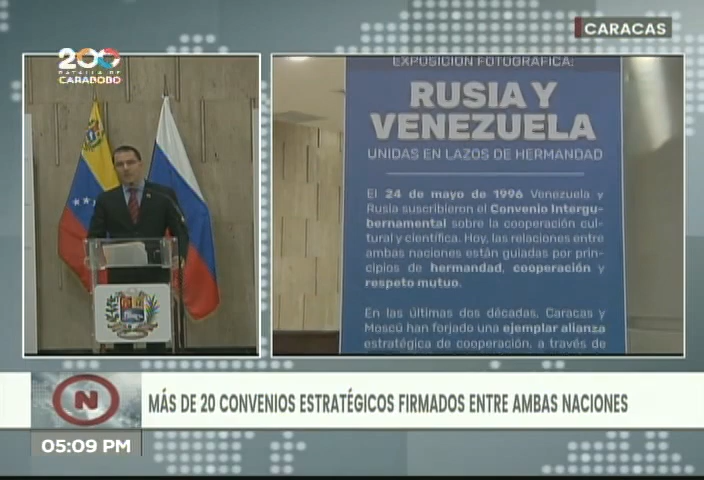 CARACAS
200
BATALLA DE
CARABOBO
EXPOSICIÓN FOTOGRÁFICA:
RUSIA Y
VENEZUELA
UNIDAS EN LAZOS DE HERMANDAD
El 24 de mayo de 1996 Venezuela y
Rusia suscribieron el Convenio Intergu-
bernamental sobre la cooperación cul-
tural y científica. Hoy, las relaciones entre
ambas naciones están guiadas por prin-
cipios de hermandad, cooperación y
respeto mutuo.
En las últimas dos décadas, Caracas y
Moscú han forjado una ejemplar alianza
estratégica de cooperación, a través de
N
MÁS DE 20 CONVENIOS ESTRATÉGICOS FIRMADOS ENTRE AMBAS NACIONES
05:09 PM